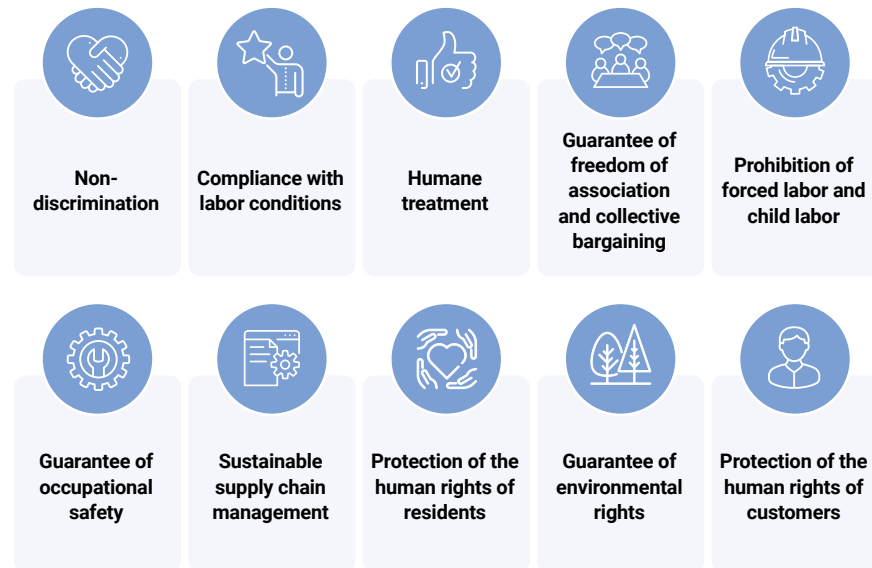 Non-
discrimination
Compliance with
labor conditions
Humane
treatment
Guarantee of
freedom of
association
and collective
bargaining
Prohibition of
forced labor and
child labor
Guarantee of
occupational
safety
Sustainable
supply chain
management
Protection of the
human rights of
residents
Guarantee of
environmental
rights
Protection of the
human rights of
customers